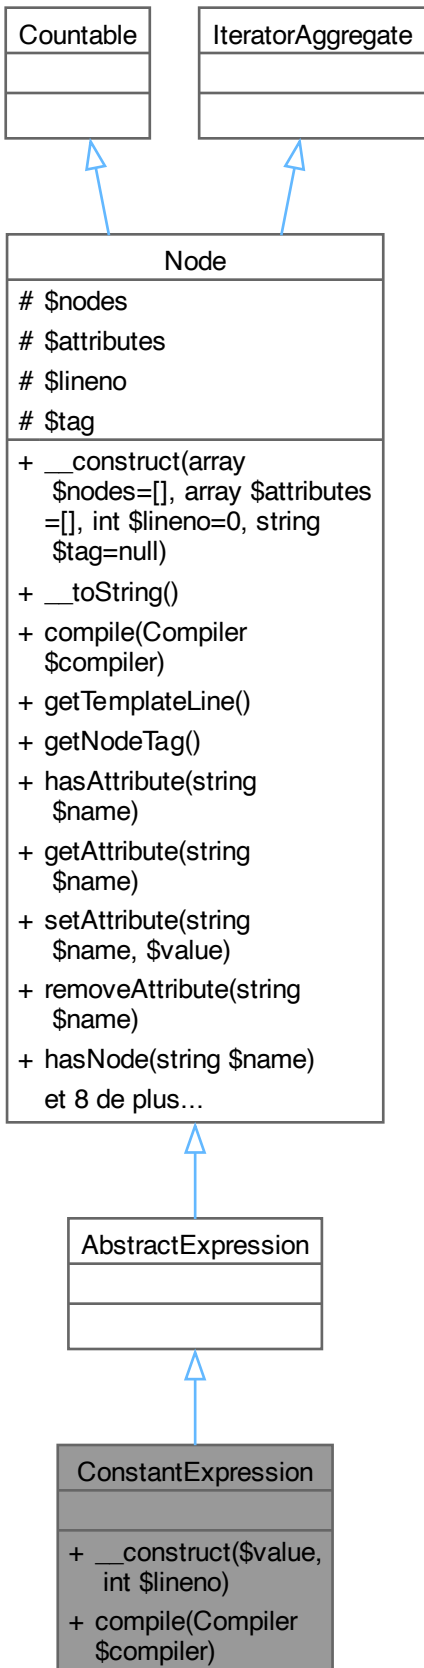 Countable
IteratorAggregate
Node
# $nodes
# $attributes
# $lineno
# $tag
+ __construct(array
$nodes=[], array $attributes
=[], int $lineno=0, string
$tag=null)
+ __toString()
+ compile(Compiler
$compiler)
+ getTemplateLine()
+ getNodeTag()
+ hasAttribute(string
$name)
+ getAttribute(string
$name)
+ setAttribute(string
$name, $value)
+ removeAttribute(string
$name)
+ hasNode(string $name)
et 8 de plus...
AbstractExpression
ConstantExpression
+ __construct($value,
int $lineno)
+ compile(Compiler
$compiler)